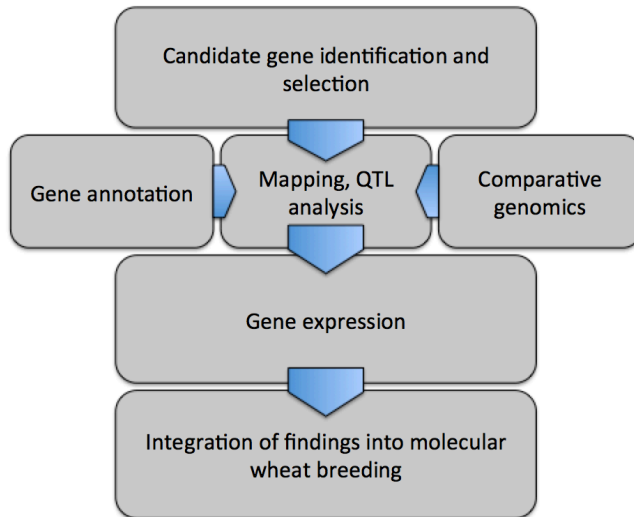 Candidate gene identification and
selection
Gene annotation
Mapping, QTL
analysis
Comparative
genomics
Gene expression
Integration of findings into molecular
wheat breeding